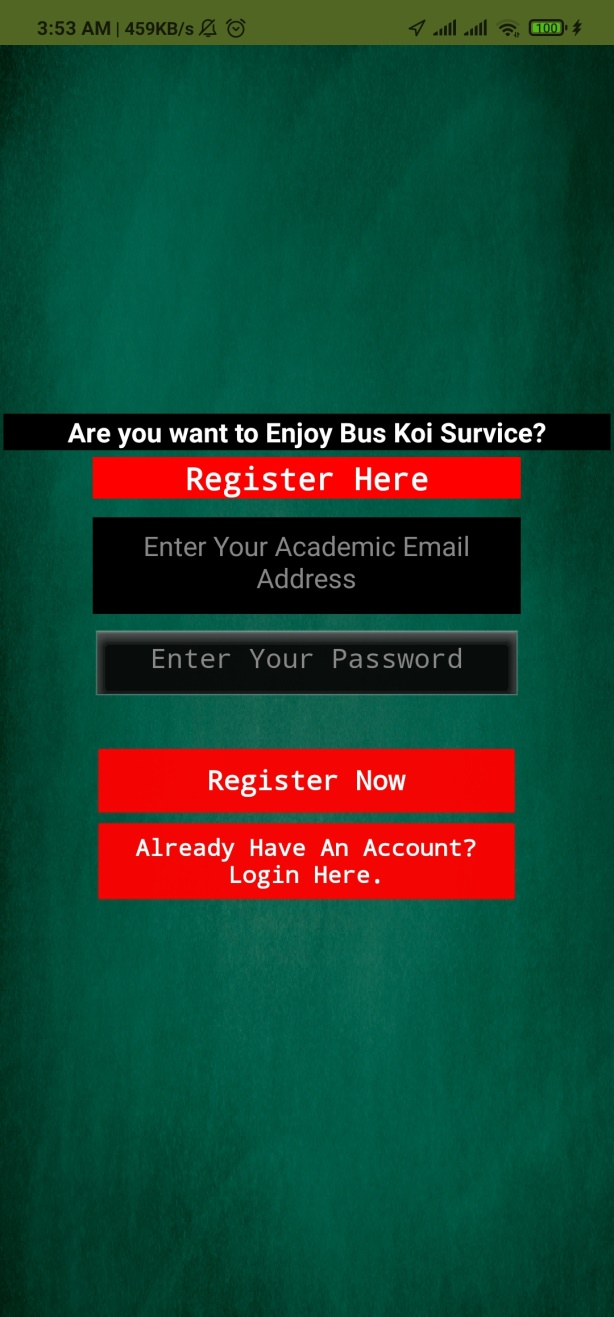 3:53 AM | 459KB/s 100
Are you want to Enjoy Bus Koi Survice?
Register Here
Enter Your Academic Email
Address
Enter Your Password
Register Now
Already Have An Account?
Login Here.